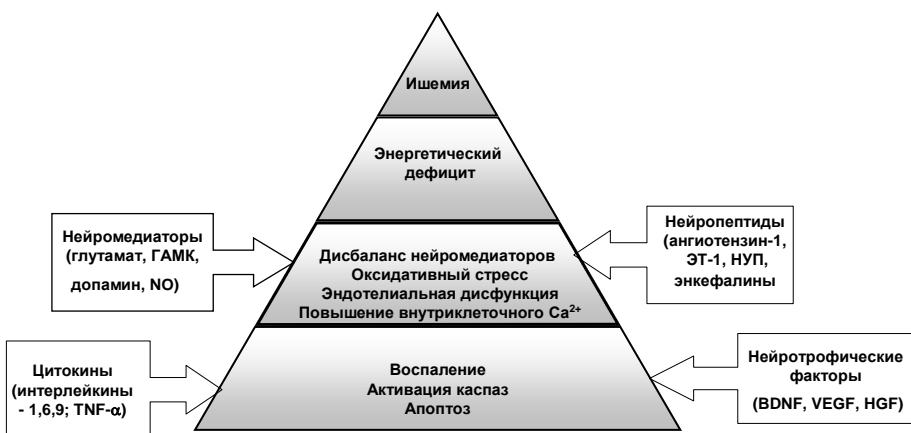 Ишемия
Энергетический
дефицит
Нейромедиаторы
(глутамат, ГАМК,
допамин, NO)
Дисбаланс нейромедиаторов
Оксидативный стресс
Эндотелиальная дисфункция
Повышение внутриклеточного Ca²⁺
Нейропептиды
(ангиотензин-1,
ЭТ-1, НУП,
энкефалины
Цитокины
(интерлейкины
- 1,6,9; TNF-α)
Воспаление
Активация каспаз
Апоптоз
Нейротрофические
факторы
(BDNF, VEGF, HGF)